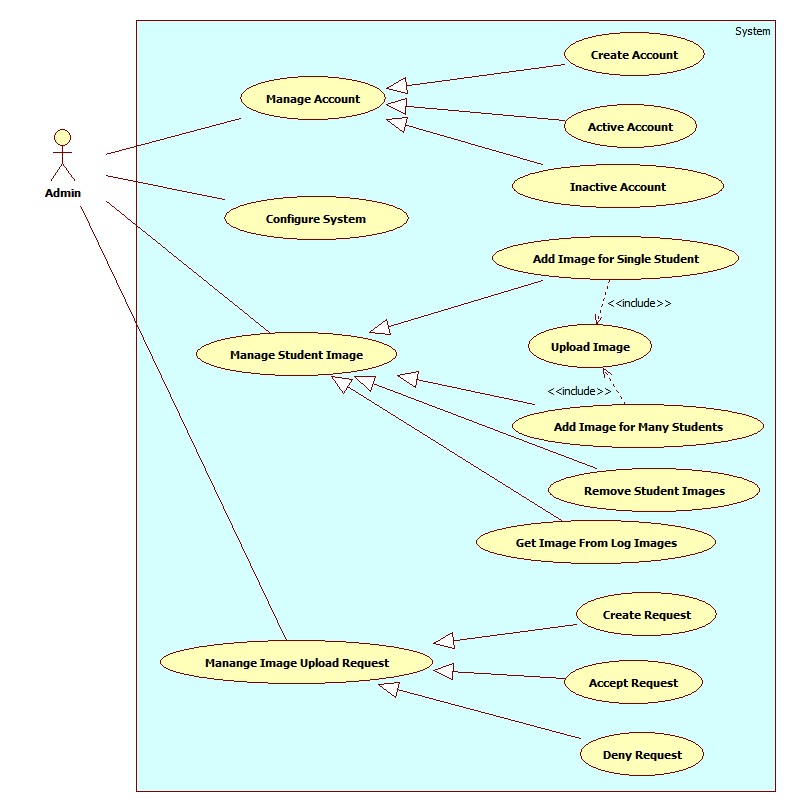 System
Create Account
Manage Account
Active Account
Admin
Inactive Account
Configure System
Add Image for Single Student
<<include>>
Upload Image
Manage Student Image
<<include>>
Add Image for Many Students
Remove Student Images
Get Image From Log Images
Create Request
Manange Image Upload Request
Accept Request
Deny Request